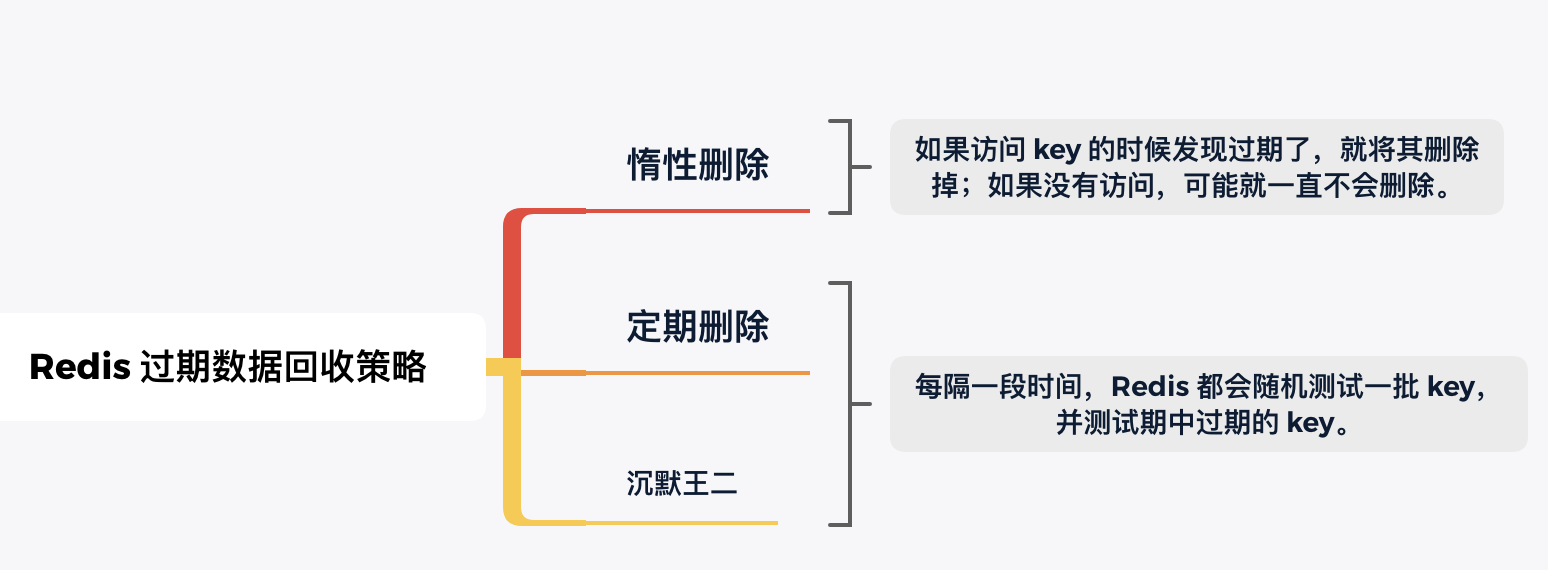 Redis 过期数据回收策略
惰性删除
如果访问 key 的时候发现过期了，就将其删除
掉；如果没有访问，可能就一直不会删除。
定期删除
每隔一段时间，Redis 都会随机测试一批 key，
并测试期中过期的 key。
沉默王二